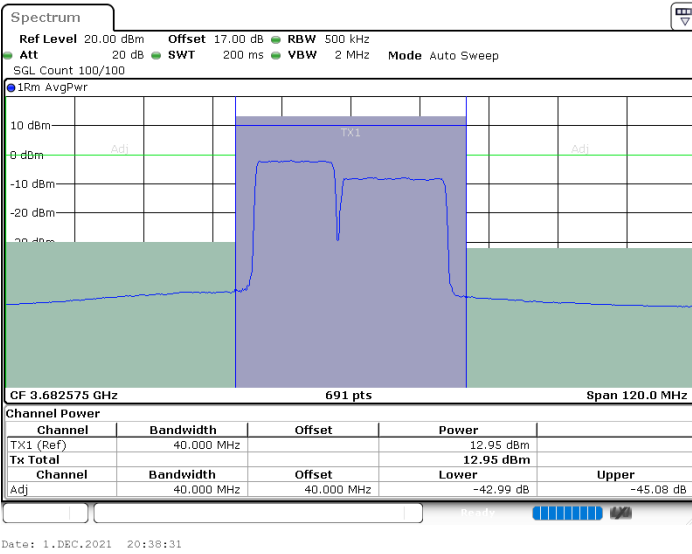 Spectrum
Ref Level 20.00 dBm Offset 17.00 dB RBW 500 kHz
Att 20 dB SWT 200 ms VBW 2 MHz Mode Auto Sweep
SGL Count 100/100
1Rm AvgPwr
10 dBm
TX1
Adj Adj
0 dBm
-10 dBm
-20 dBm
-30 dBm
CF 3.682575 GHz 691 pts Span 120.0 MHz
Channel Power
Channel Bandwidth Offset Power
TX1 (Ref) 40.000 MHz 12.95 dBm
Tx Total 12.95 dBm
Channel Bandwidth Offset Lower Upper
Adj 40.000 MHz 40.000 MHz -42.99 dB -45.08 dB
Ready
Date: 1.DEC.2021 20:38:31